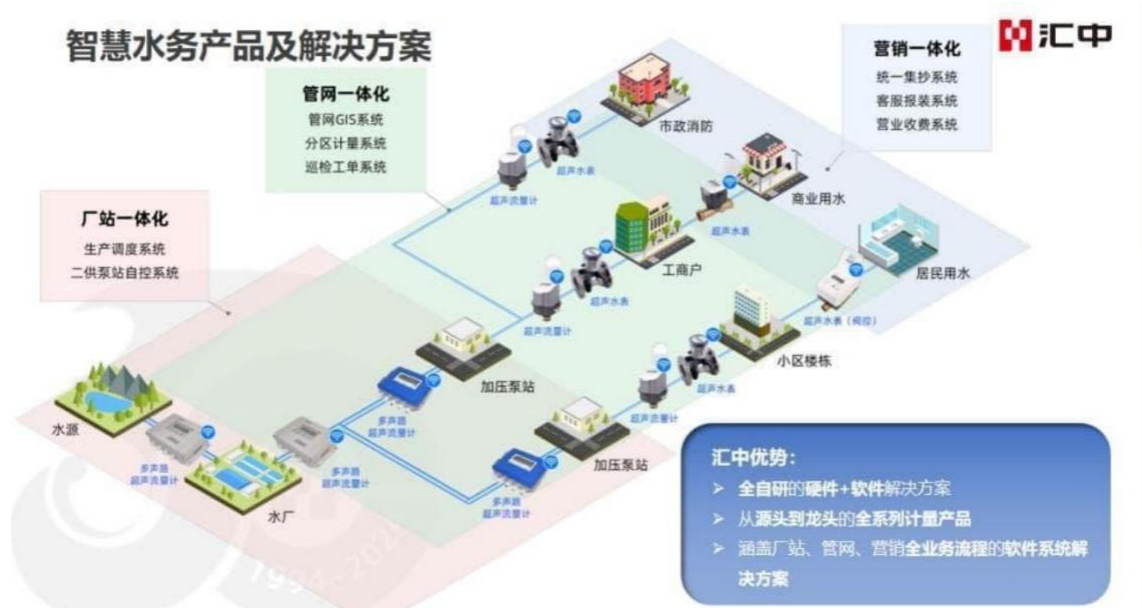 智慧水务产品及解决方案
汇中
营销一体化
统一集抄系统
客服报装系统
营业收费系统
管网一体化
管网GIS系统
分区计量系统
巡检工单系统
厂站一体化
生产调度系统
二供泵站自控系统
市政消防
超声水表
超声流量计
商业用水
超声水表
工商户
居民用水
超声水表
超声流量计
超声水表（阀控）
小区楼栋
加压泵站
超声水表
超声流量计
多声路
超声流量计
水源
加压泵站
多声路
超声流量计
多声路
超声流量计
多声路
超声流量计
水厂
汇中优势：
全自研的硬件+软件解决方案
从源头到龙头的全系列计量产品
涵盖厂站、管网、营销全业务流程的软件系统解
决方案